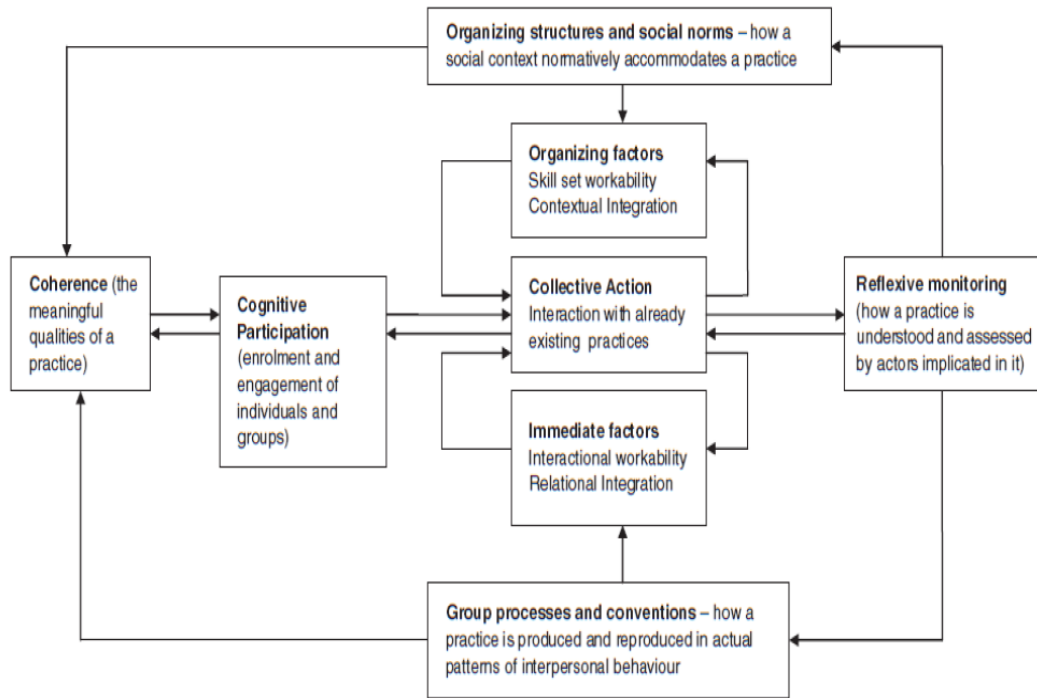 Organizing structures and social norms – how a
social context normatively accommodates a practice
Organizing factors
Skill set workability
Contextual Integration
Coherence (the
meaningful
qualities of a
practice)
Cognitive
Participation
(enrolment and
engagement of
individuals and
groups)
Collective Action
Interaction with already
existing practices
Reflexive monitoring
(how a practice is
understood and assessed
by actors implicated in it)
Immediate factors
Interactional workability
Relational Integration
Group processes and conventions – how a
practice is produced and reproduced in actual
patterns of interpersonal behaviour